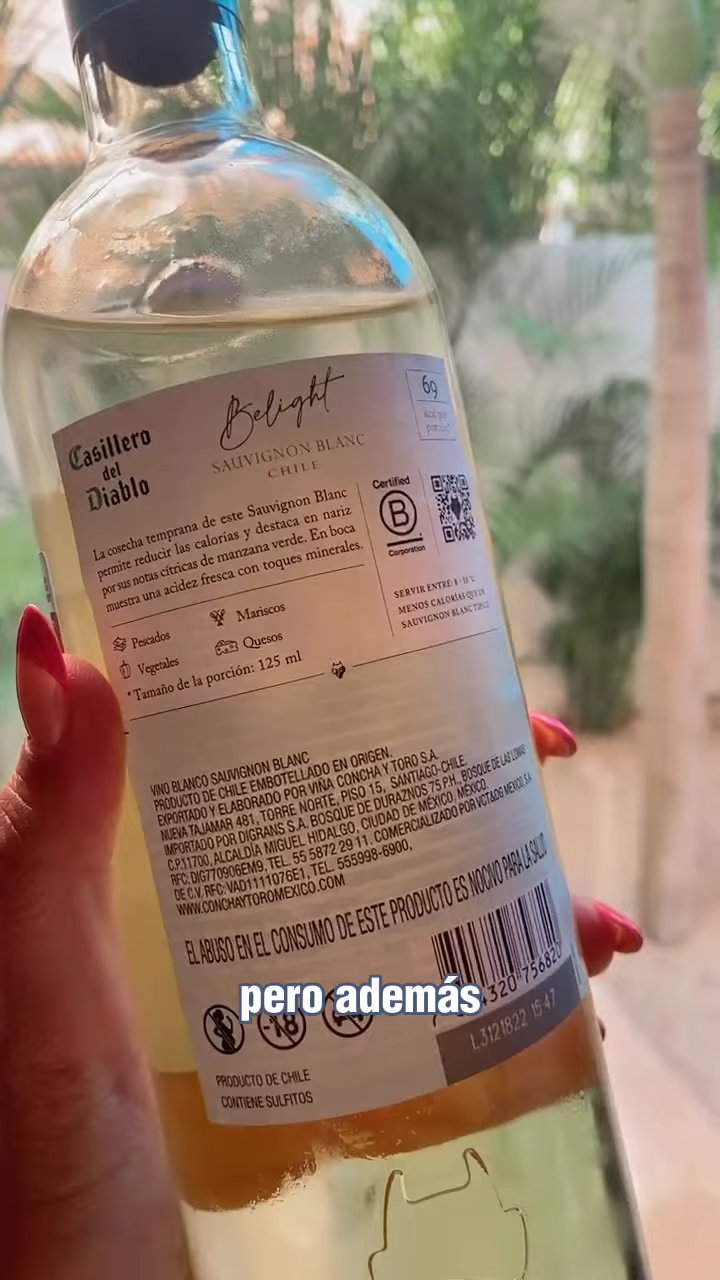 Belight
SAUVIGNON BLANC
CHILE
Casillero
del
Diablo
69
kcal por
porción*
La cosecha temprana de este Sauvignon Blanc
permite reducir las calorías y destaca en nariz
por sus notas cítricas de manzana verde. En boca
muestra una acidez fresca con toques minerales.
Certified
B
Corporation
SERVIR ENTRE: 8 - 10°C
MENOS CALORÍAS QUE UN
SAUVIGNON BLANC
Pescados
Mariscos
Vegetales
Quesos
*Tamaño de la porción: 125 ml
VINO BLANCO SAUVIGNON BLANC
PRODUCTO DE CHILE EMBOTELLADO EN ORIGEN.
EXPORTADO Y ELABORADO POR VIÑA CONCHA Y TORO S.A.
NUEVA TAJAMAR 481, TORRE NORTE, PISO 15, SANTIAGO-CHILE.
IMPORTADO POR DIGRANS S.A. BOSQUE DE DURAZNOS 75 P.H., BOSQUE DE LAS LOMAS
C.P.11700, ALCALDÍA MIGUEL HIDALGO, CIUDAD DE MÉXICO, MÉXICO.
RFC: DIG770906EM9, TEL. 55 5872 29 11. COMERCIALIZADO POR VCT&DG MEXICO, S.A.
DE C.V. RFC: VAD1111076E1, TEL. 555998-6900,
WWW.CONCHAYTOROMEXICO.COM
EL ABUSO EN EL CONSUMO DE ESTE PRODUCTO ES NOCIVO PARA LA SALUD
pero además
320 756820
-18
L3121822 15:47
PRODUCTO DE CHILE
CONTIENE SULFITOS